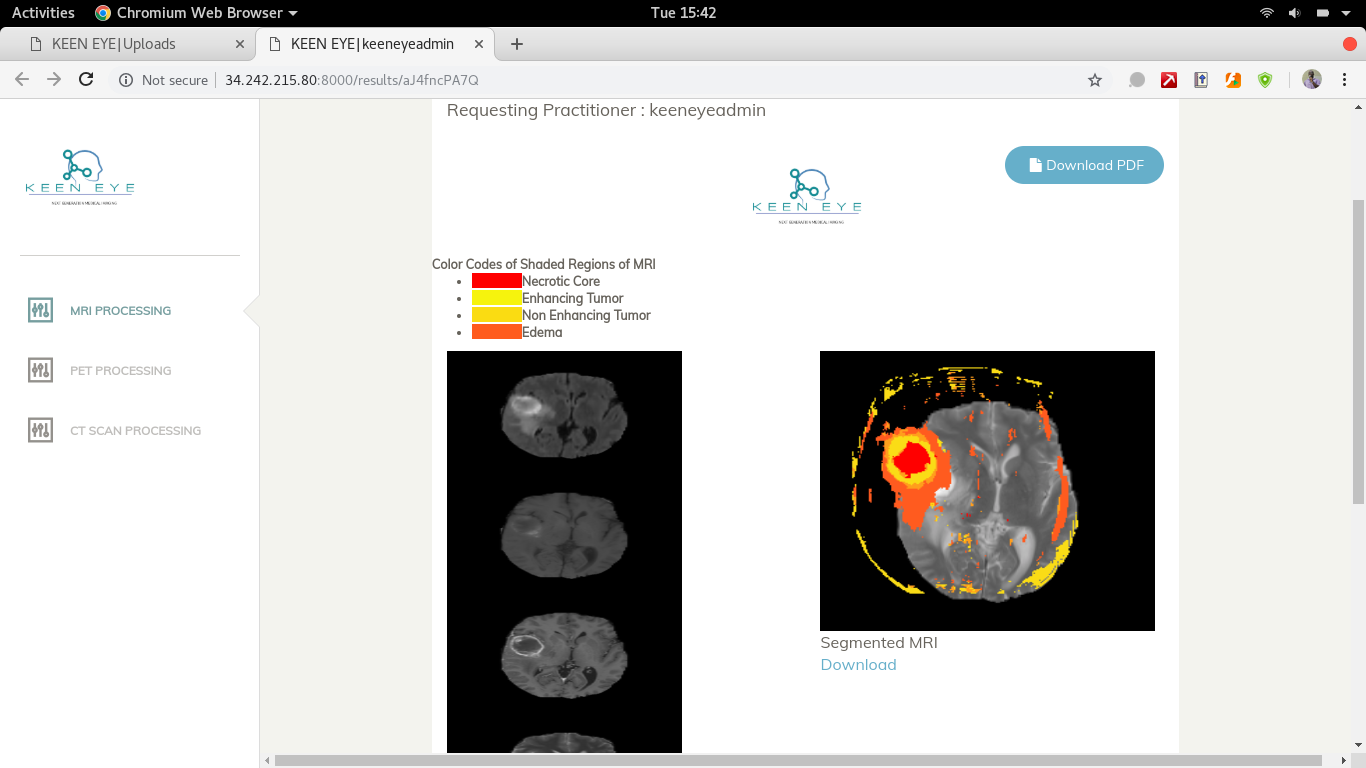 Activities
Chromium Web Browser
Tue 15:42
KEEN EYE|Uploads
KEEN EYE|keeneyeadmin
Not secure
34.242.215.80:8000/results/aJ4fncPA7Q
KEEN EYE
NEXT GENERATION MEDICAL IMAGING
MRI PROCESSING
PET PROCESSING
CT SCAN PROCESSING
Requesting Practitioner : keeneyeadmin
Download PDF
KEEN EYE
NEXT GENERATION MEDICAL IMAGING
Color Codes of Shaded Regions of MRI
Necrotic Core
Enhancing Tumor
Non Enhancing Tumor
Edema
Segmented MRI
Download